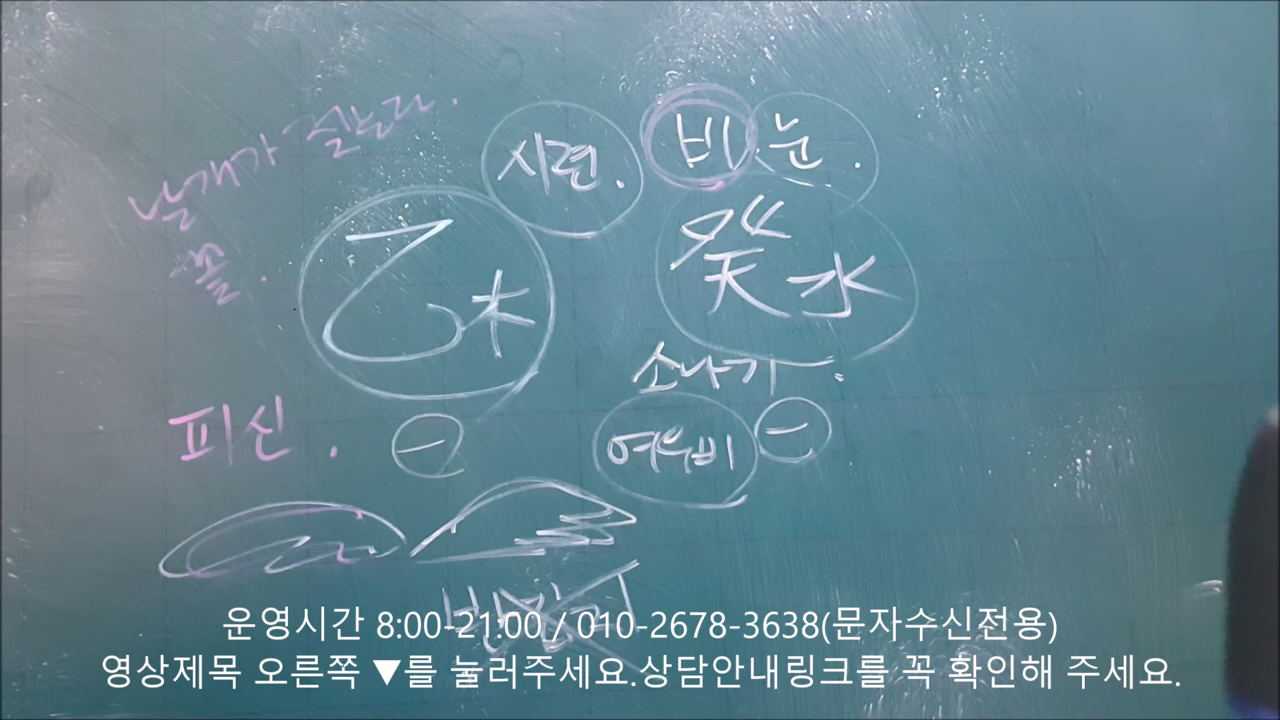 날개가 젖는다.
꼴.
시련.
비. 눈.
乙木
癸水
소나기.
피신.
여우비
운영시간 8:00-21:00 / 010-2678-3638(문자수신전용)
영상제목 오른쪽 ▼를 눌러주세요.상담안내링크를 꼭 확인해 주세요.